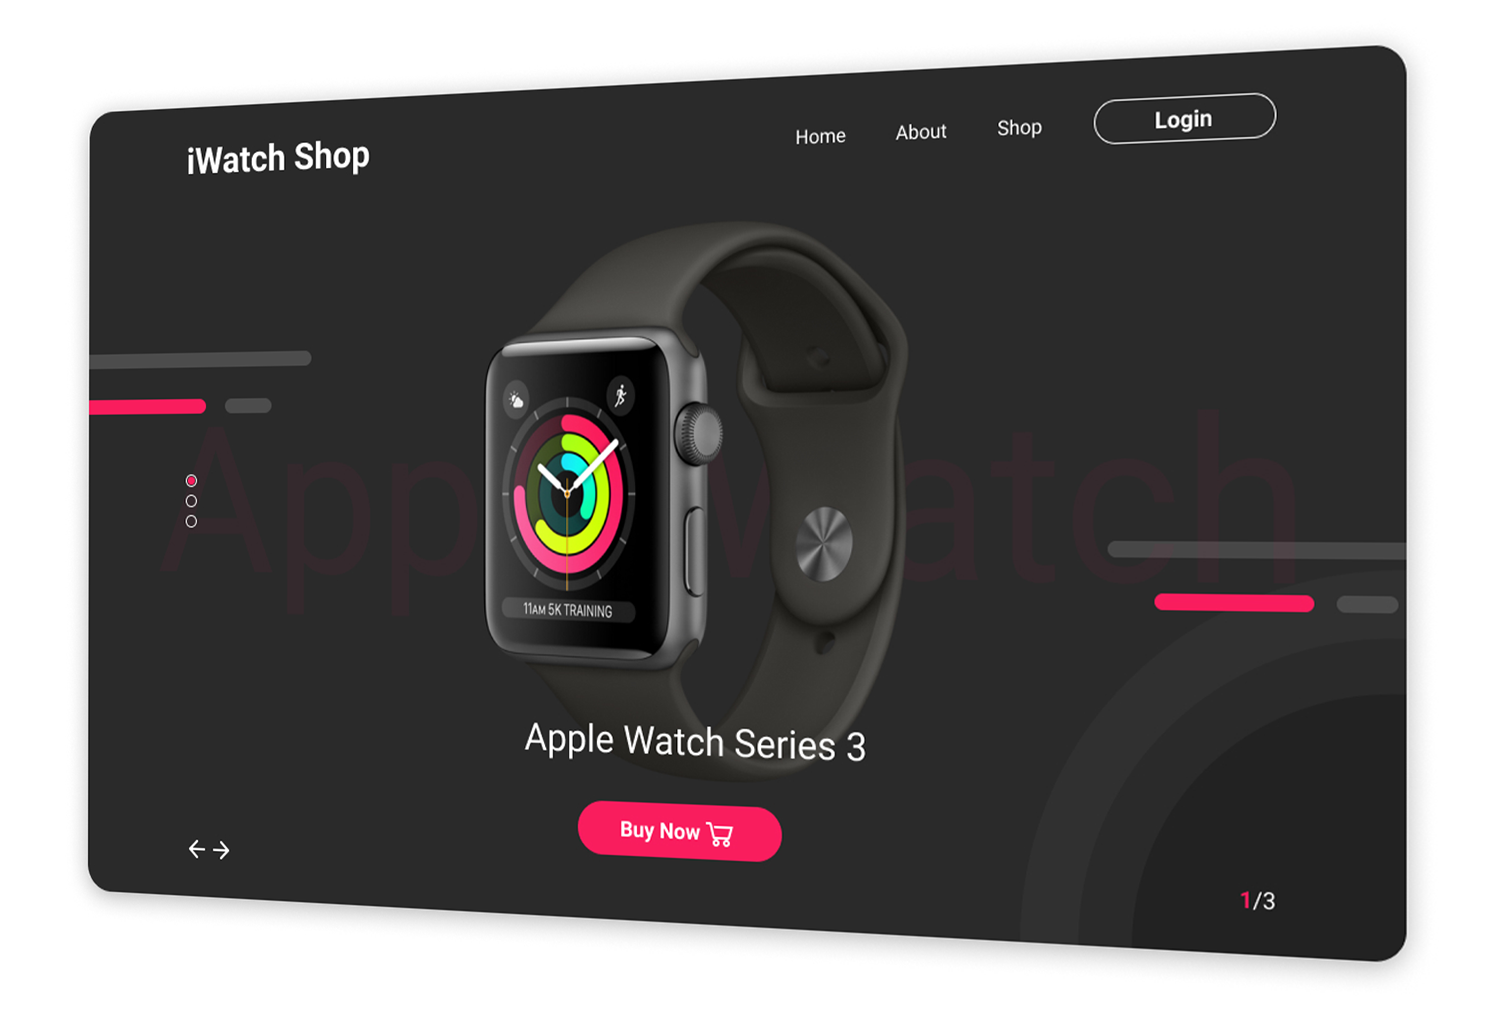 iWatch Shop
Home About Shop Login
Apple Watch
11AM 5K TRAINING
Apple Watch Series 3
Buy Now
1/3